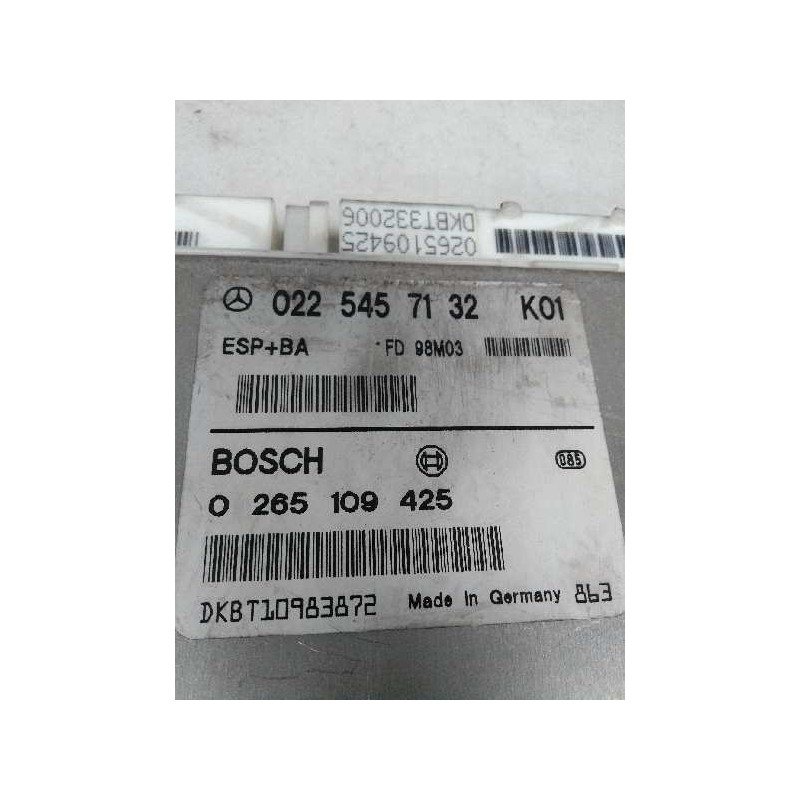 DKBT332006
0265109425
022 545 71 32 K01
ESP+BA FD 98M03
BOSCH 085
0 265 109 425
DKBT10983872 Made in Germany 863